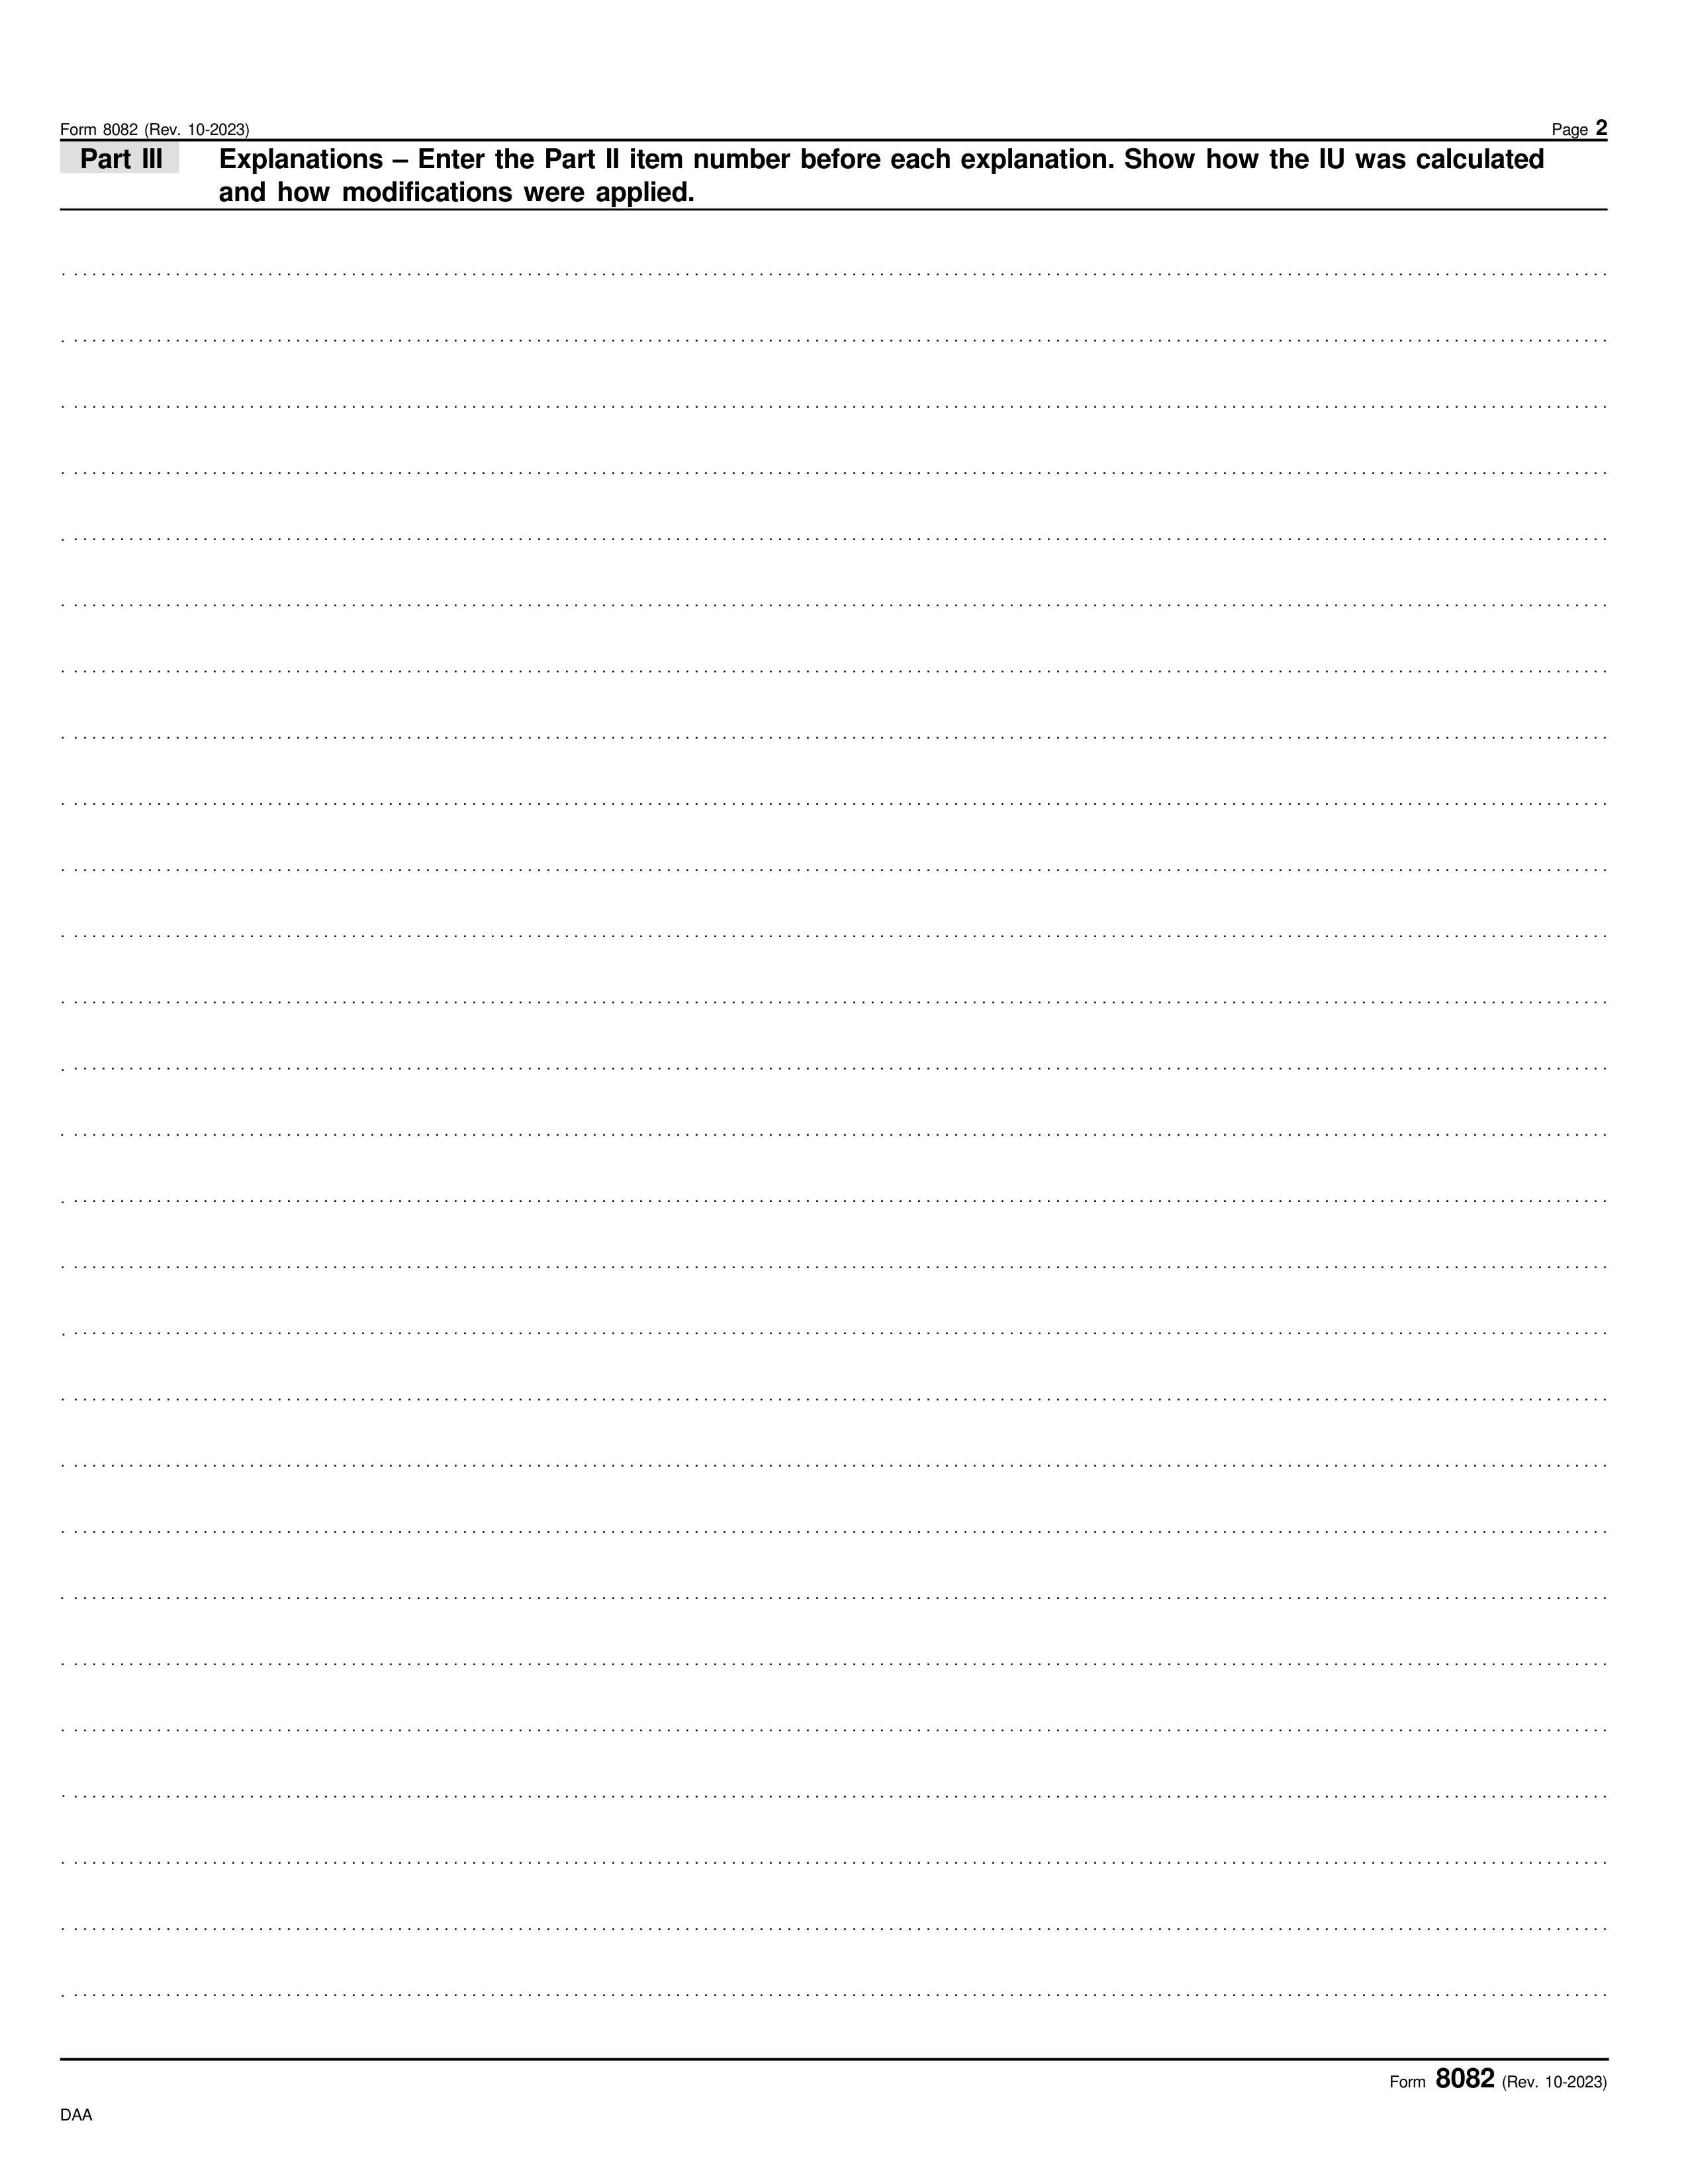 Form 8082 (Rev. 10-2023) Page 2
Part III Explanations – Enter the Part II item number before each explanation. Show how the IU was calculated
and how modifications were applied.
Form 8082 (Rev. 10-2023)
DAA